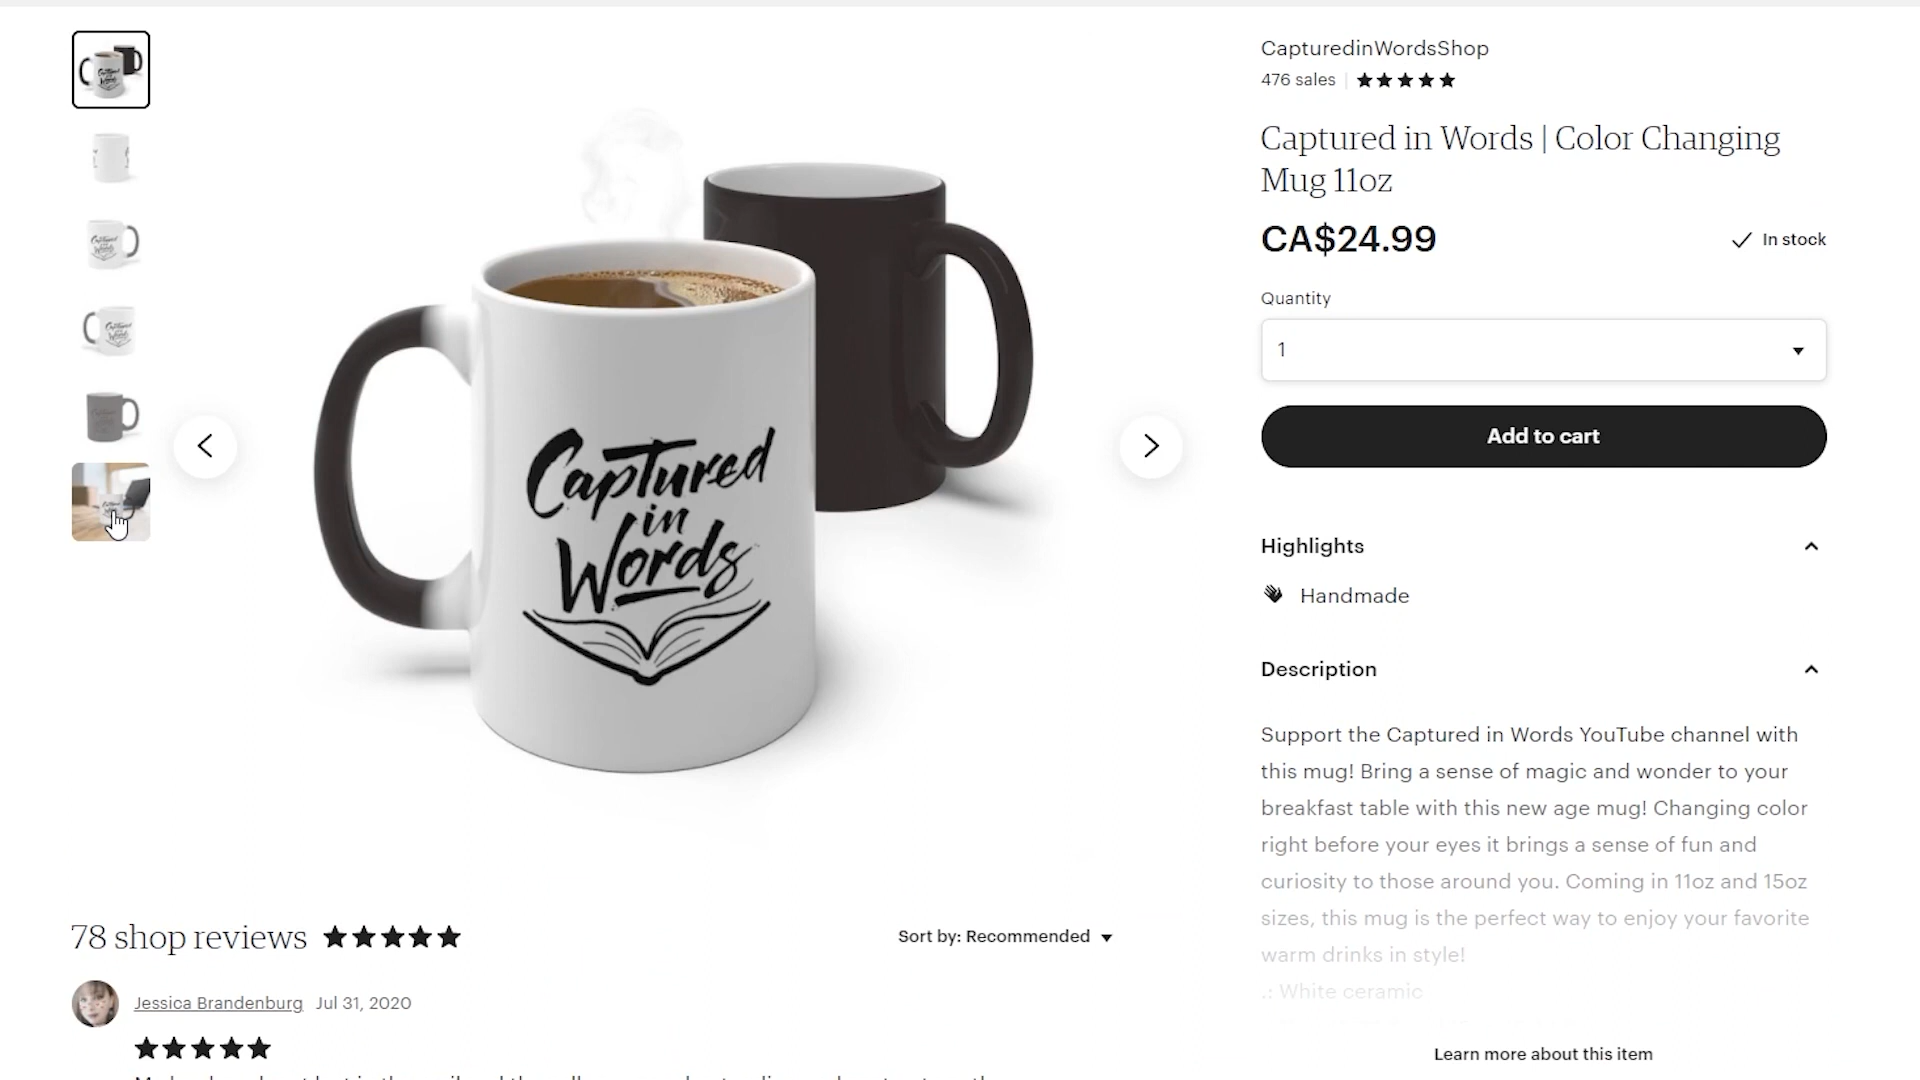 CapturedinWordsShop
476 sales
Captured in Words | Color Changing
Mug 11oz
CA$24.99
In stock
Quantity
1
Add to cart
Highlights
Handmade
Description
Support the Captured in Words YouTube channel with
this mug! Bring a sense of magic and wonder to your
breakfast table with this new age mug! Changing color
right before your eyes it brings a sense of fun and
curiosity to those around you. Coming in 11oz and 15oz
sizes, this mug is the perfect way to enjoy your favorite
warm drinks in style!
.: White ceramic
Learn more about this item
Captured
in
Words
78 shop reviews
Sort by: Recommended
Jessica Brandenburg Jul 31, 2020